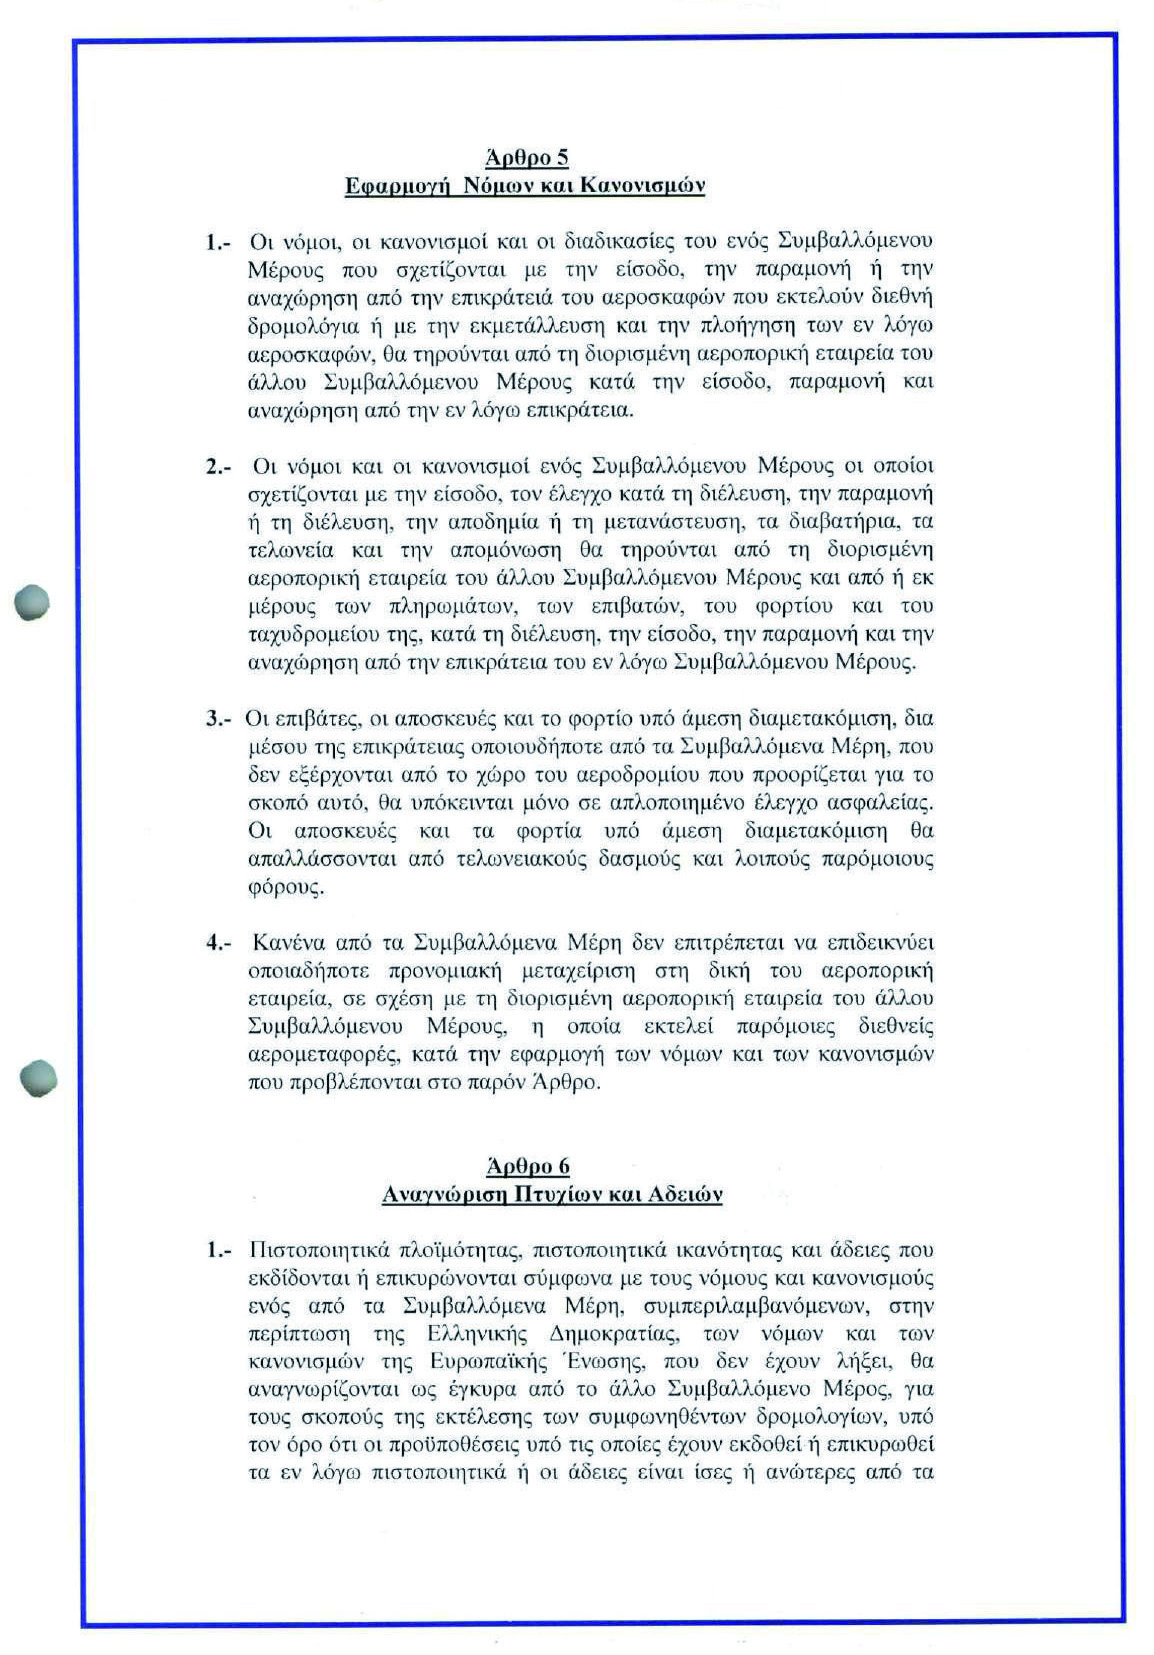 Άρθρο 5
Εφαρμογή Νόμων και Κανονισμών
1.- Οι νόμοι, οι κανονισμοί και οι διαδικασίες του ενός Συμβαλλόμενου
Μέρους που σχετίζονται με την είσοδο, την παραμονή ή την
αναχώρηση από την επικράτειά του αεροσκαφών που εκτελούν διεθνή
δρομολόγια ή με την εκμετάλλευση και την πλοήγηση των εν λόγω
αεροσκαφών, θα τηρούνται από τη διορισμένη αεροπορική εταιρεία του
άλλου Συμβαλλόμενου Μέρους κατά την είσοδο, παραμονή και
αναχώρηση από την εν λόγω επικράτεια.
2.- Οι νόμοι και οι κανονισμοί ενός Συμβαλλόμενου Μέρους οι οποίοι
σχετίζονται με την είσοδο, τον έλεγχο κατά τη διέλευση, την παραμονή
ή τη διέλευση, την αποδημία ή τη μετανάστευση, τα διαβατήρια, τα
τελωνεία και την απομόνωση θα τηρούνται από τη διορισμένη
αεροπορική εταιρεία του άλλου Συμβαλλόμενου Μέρους και από ή εκ
μέρους των πληρωμάτων, των επιβατών, του φορτίου και του
ταχυδρομείου της, κατά τη διέλευση, την είσοδο, την παραμονή και την
αναχώρηση από την επικράτεια του εν λόγω Συμβαλλόμενου Μέρους.
3.- Οι επιβάτες, οι αποσκευές και το φορτίο υπό άμεση διαμετακόμιση, δια
μέσου της επικράτειας οποιουδήποτε από τα Συμβαλλόμενα Μέρη, που
δεν εξέρχονται από το χώρο του αεροδρομίου που προορίζεται για το
σκοπό αυτό, θα υπόκεινται μόνο σε απλοποιημένο έλεγχο ασφαλείας.
Οι αποσκευές και τα φορτία υπό άμεση διαμετακόμιση θα
απαλλάσσονται από τελωνειακούς δασμούς και λοιπούς παρόμοιους
φόρους.
4.- Κανένα από τα Συμβαλλόμενα Μέρη δεν επιτρέπεται να επιδεικνύει
οποιαδήποτε προνομιακή μεταχείριση στη δική του αεροπορική
εταιρεία, σε σχέση με τη διορισμένη αεροπορική εταιρεία του άλλου
Συμβαλλόμενου Μέρους, η οποία εκτελεί παρόμοιες διεθνείς
αερομεταφορές, κατά την εφαρμογή των νόμων και των κανονισμών
που προβλέπονται στο παρόν Άρθρο.
Άρθρο 6
Αναγνώριση Πτυχίων και Αδειών
1.- Πιστοποιητικά πλοϊμότητας, πιστοποιητικά ικανότητας και άδειες που
εκδίδονται ή επικυρώνονται σύμφωνα με τους νόμους και κανονισμούς
ενός από τα Συμβαλλόμενα Μέρη, συμπεριλαμβανόμενων, στην
περίπτωση της Ελληνικής Δημοκρατίας, των νόμων και των
κανονισμών της Ευρωπαϊκής Ένωσης, που δεν έχουν λήξει, θα
αναγνωρίζονται ως έγκυρα από το άλλο Συμβαλλόμενο Μέρος, για
τους σκοπούς της εκτέλεσης των συμφωνηθέντων δρομολογίων, υπό
τον όρο ότι οι προϋποθέσεις υπό τις οποίες έχουν εκδοθεί ή επικυρωθεί
τα εν λόγω πιστοποιητικά ή οι άδειες είναι ίσες ή ανώτερες από τα